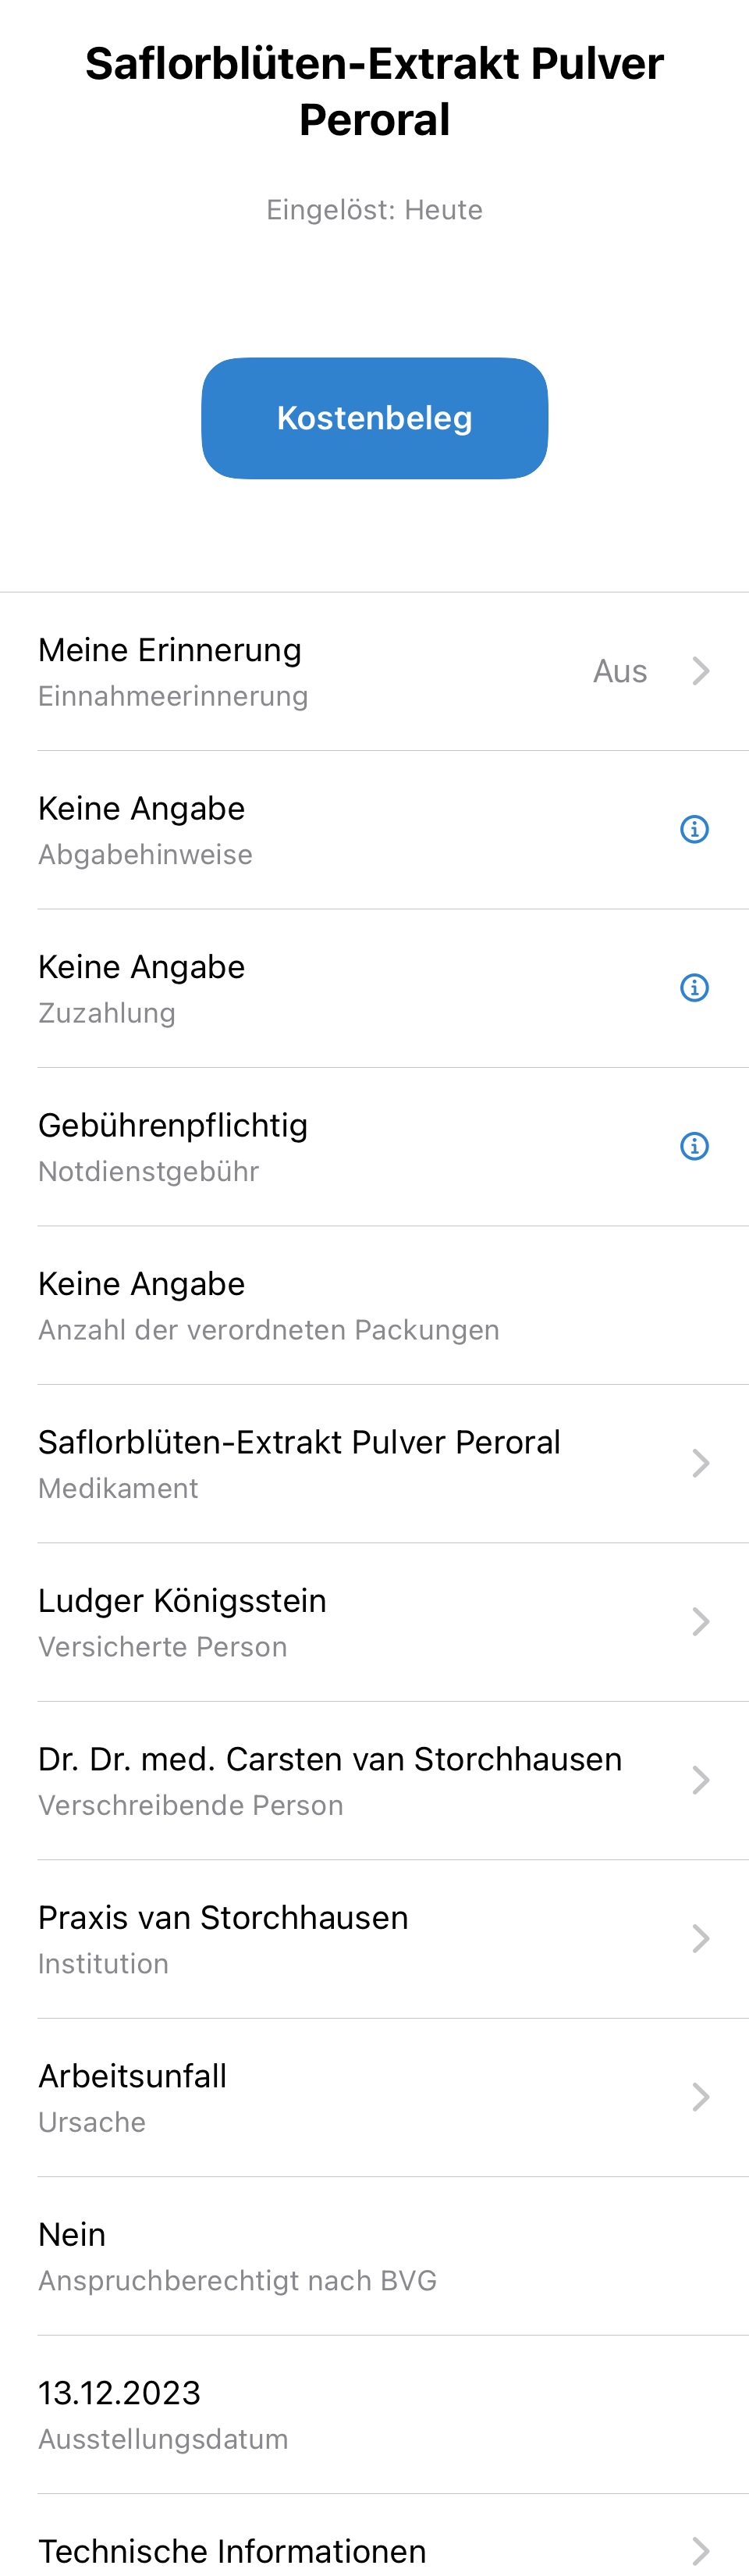 Saflorblüten-Extrakt Pulver
Peroral
Eingelöst: Heute
Kostenbeleg
Meine Erinnerung
Einnahmeerinnerung
Aus
Keine Angabe
Abgabehinweise
Keine Angabe
Zuzahlung
Gebührenpflichtig
Notdienstgebühr
Keine Angabe
Anzahl der verordneten Packungen
Saflorblüten-Extrakt Pulver Peroral
Medikament
Ludger Königsstein
Versicherte Person
Dr. Dr. med. Carsten van Storchhausen
Verschreibende Person
Praxis van Storchhausen
Institution
Arbeitsunfall
Ursache
Nein
Anspruchberechtigt nach BVG
13.12.2023
Ausstellungsdatum
Technische Informationen